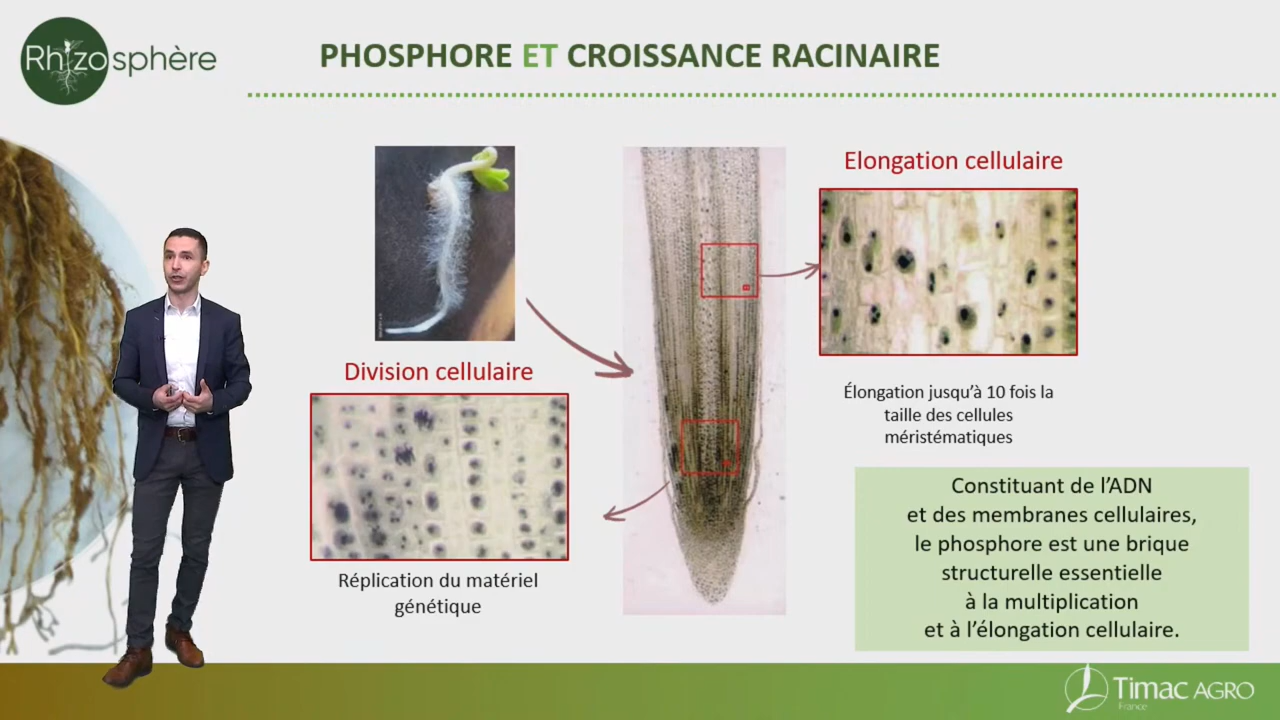 Rhizosphère
PHOSPHORE ET CROISSANCE RACINAIRE
Elongation cellulaire
Division cellulaire
Élongation jusqu'à 10 fois la
taille des cellules
méristématiques
Réplication du matériel
génétique
Constituant de l'ADN
et des membranes cellulaires,
le phosphore est une brique
structurelle essentielle
à la multiplication
et à l'élongation cellulaire.
Timac AGRO
France